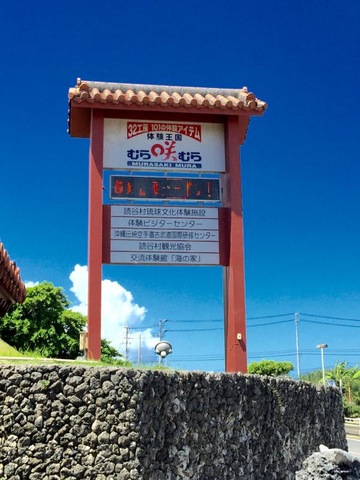 32工房 101の体験アイテム
体験王国
むら咲むら
MURASAKI MURA
読谷村琉球文化体験施設
体験ビジターセンター
沖縄伝統空手道古武道国際研修センター
読谷村観光協会
交流体験館「海の家」